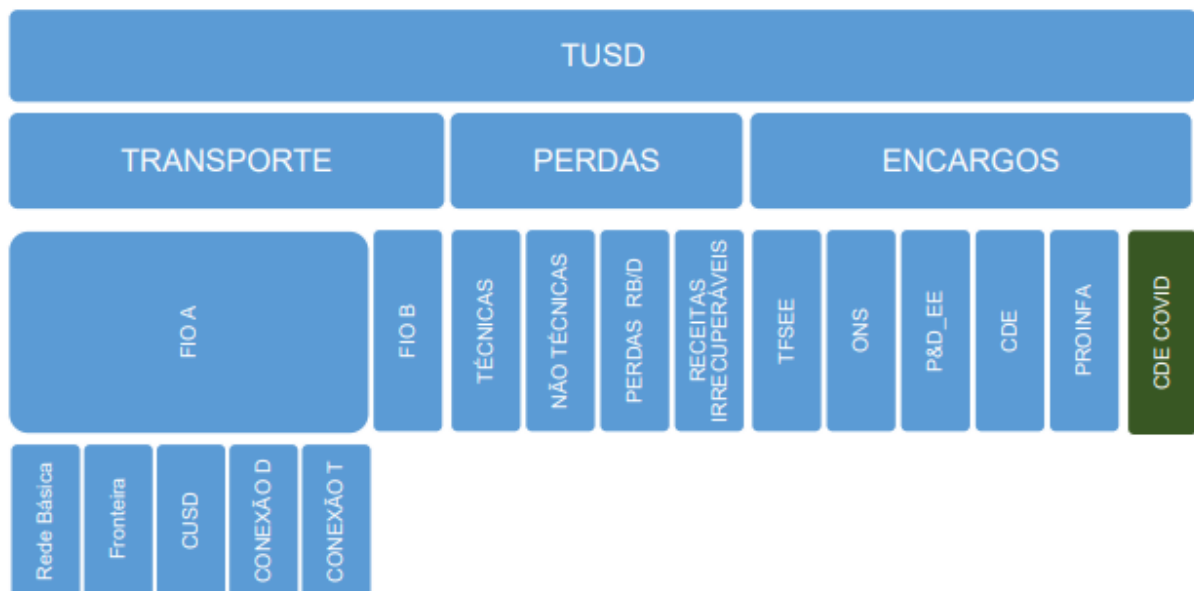 TUSD
TRANSPORTE
PERDAS
ENCARGOS
FIO A
FIO B
TÉCNICAS
NÃO TÉCNICAS
PERDAS RB/D
RECEITAS
IRRECUPERÁVEIS
TFSEE
ONS
P&D_EE
CDE
PROINFA
CDE COVID
Rede Básica
Fronteira
CUSD
CONEXÃO D
CONEXÃO T